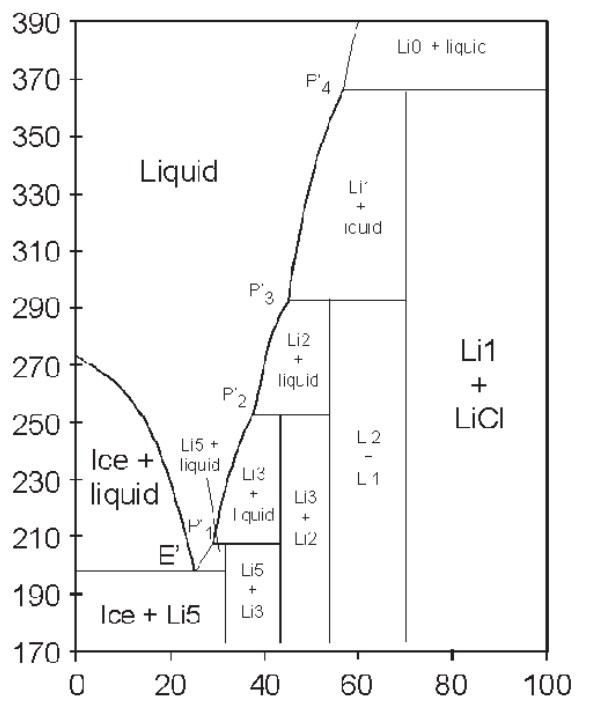 390
370
350
330
310
290
270
250
230
210
190
170
0
20
40
60
80
100
Li0 + liquic
P'4
Liquid
Li1
+
icuid
P'3
Li2
+
liquid
P'2
Li1
+
LiCl
Li5 +
liquid
Ice +
liquid
Li3
+
l quid
L 2
-
L 1
Li3
+
Li2
P'1
E'
Li5
+
Li3
Ice + Li5